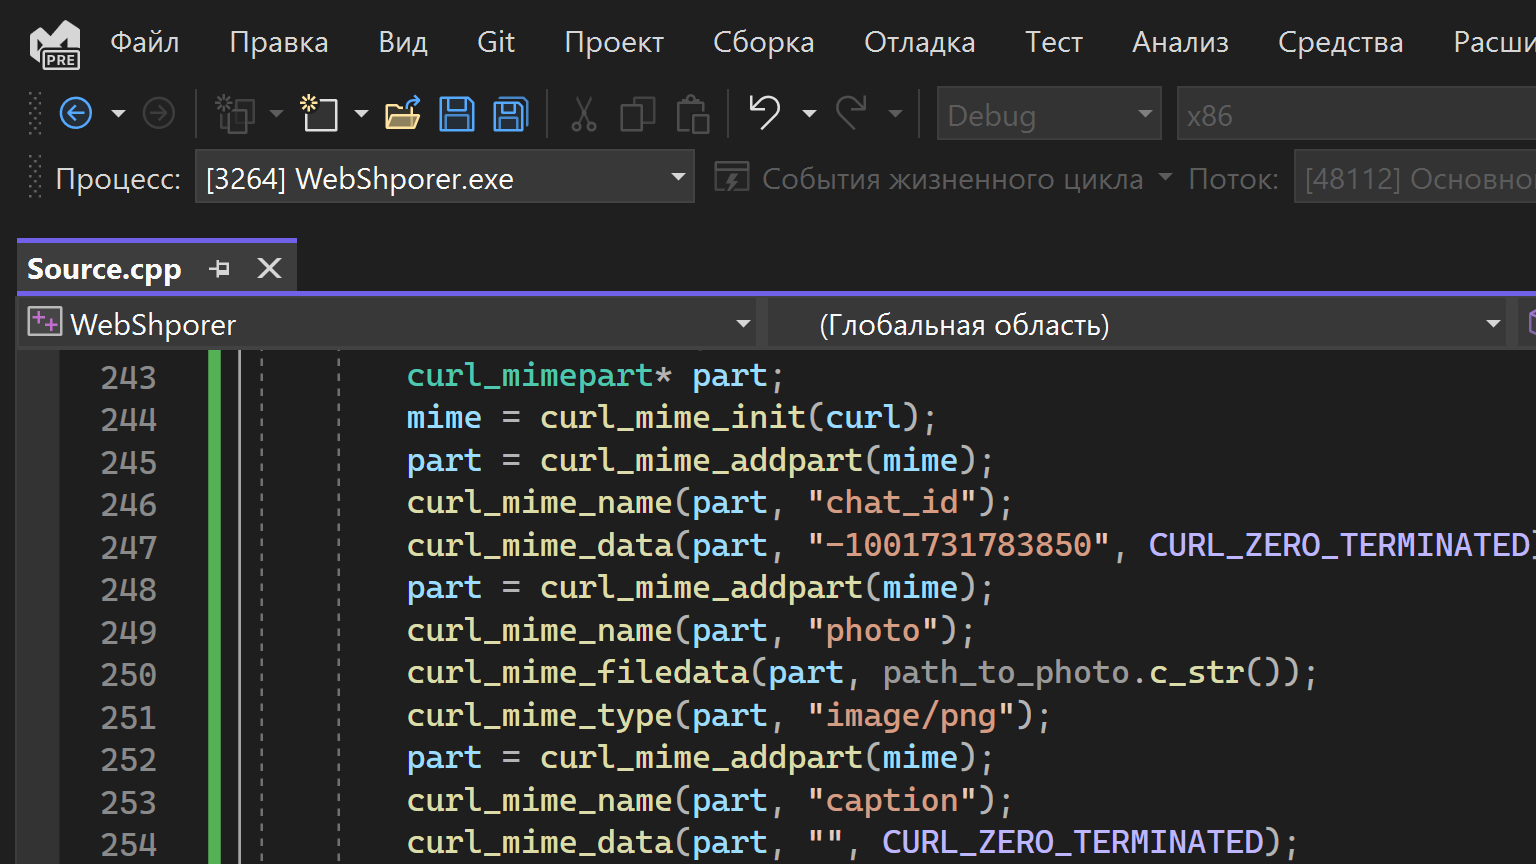 PRE
Файл Правка Вид Git Проект Сборка Отладка Тест Анализ Средства Расши
Debug x86
Процесс: [3264] WebShporer.exe События жизненного цикла Поток: [48112] Основно
Source.cpp
WebShporer (Глобальная область)
243 curl_mimepart* part;
244 mime = curl_mime_init(curl);
245 part = curl_mime_addpart(mime);
246 curl_mime_name(part, "chat_id");
247 curl_mime_data(part, "-1001731783850", CURL_ZERO_TERMINATED)
248 part = curl_mime_addpart(mime);
249 curl_mime_name(part, "photo");
250 curl_mime_filedata(part, path_to_photo.c_str());
251 curl_mime_type(part, "image/png");
252 part = curl_mime_addpart(mime);
253 curl_mime_name(part, "caption");
254 curl_mime_data(part, "", CURL_ZERO_TERMINATED);